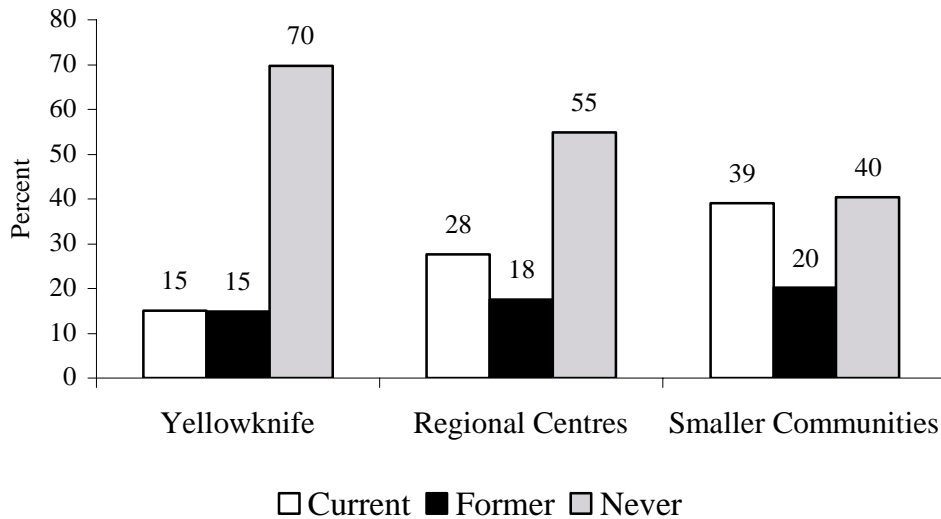 80
70
60
50
40
30
20
10
0
Percent
15 15 70
28 18 55
39 20 40
Yellowknife Regional Centres Smaller Communities
Current Former Never